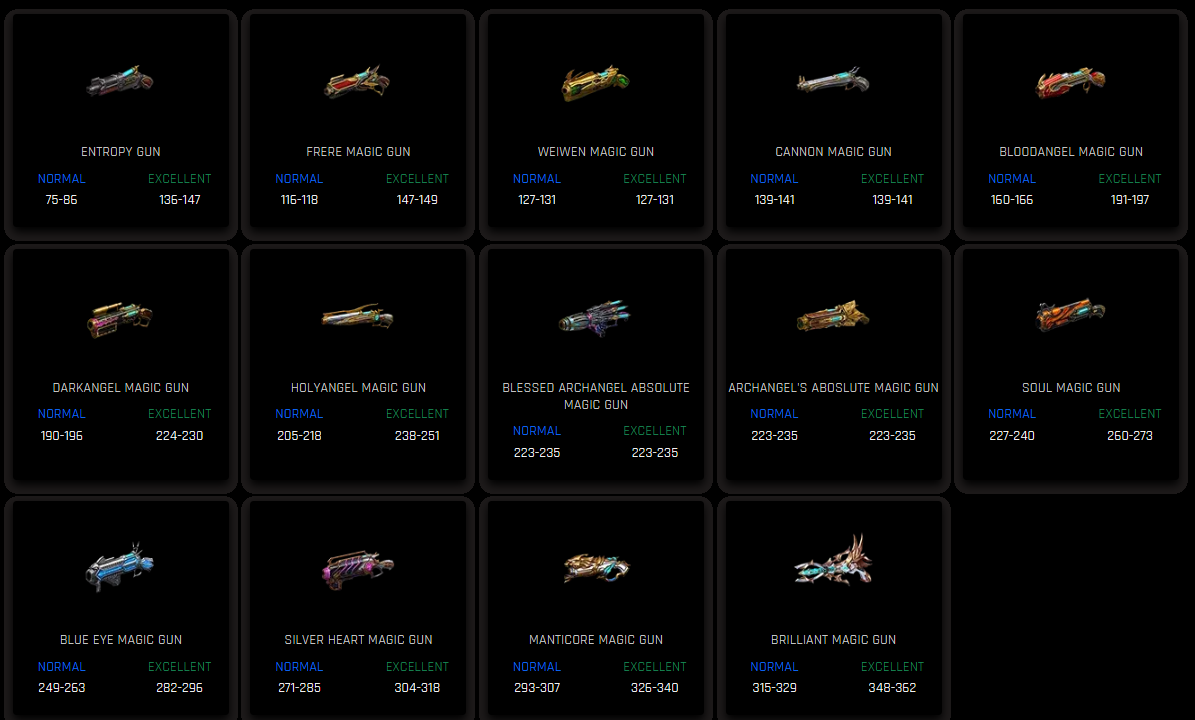 ENTROPY GUN
NORMAL EXCELLENT
75-86 136-147
FRERE MAGIC GUN
NORMAL EXCELLENT
116-118 147-149
WEIWEN MAGIC GUN
NORMAL EXCELLENT
127-131 127-131
CANNON MAGIC GUN
NORMAL EXCELLENT
139-141 139-141
BLOODANGEL MAGIC GUN
NORMAL EXCELLENT
160-166 191-197
DARKANGEL MAGIC GUN
NORMAL EXCELLENT
190-196 224-230
HOLYANGEL MAGIC GUN
NORMAL EXCELLENT
205-218 238-251
BLESSED ARCHANGEL ABSOLUTE
MAGIC GUN
NORMAL EXCELLENT
223-235 223-235
ARCHANGEL'S ABOSLUTE MAGIC GUN
NORMAL EXCELLENT
223-235 223-235
SOUL MAGIC GUN
NORMAL EXCELLENT
227-240 260-273
BLUE EYE MAGIC GUN
NORMAL EXCELLENT
249-263 282-296
SILVER HEART MAGIC GUN
NORMAL EXCELLENT
271-285 304-318
MANTICORE MAGIC GUN
NORMAL EXCELLENT
293-307 326-340
BRILLIANT MAGIC GUN
NORMAL EXCELLENT
315-329 348-362